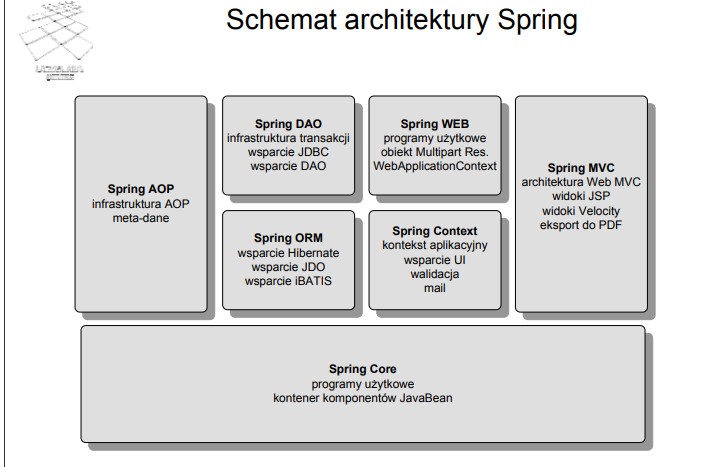 Schemat architektury Spring
Spring AOP
infrastruktura AOP
meta-dane
Spring DAO
infrastruktura transakcji
wsparcie JDBC
wsparcie DAO
Spring WEB
programy użytkowe
obiekt Multipart Res.
WebApplicationContext
Spring MVC
architektura Web MVC
widoki JSP
widoki Velocity
eksport do PDF
Spring ORM
wsparcie Hibernate
wsparcie JDO
wsparcie iBATIS
Spring Context
kontekst aplikacyjny
wsparcie UI
walidacja
mail
Spring Core
programy użytkowe
kontener komponentów JavaBean